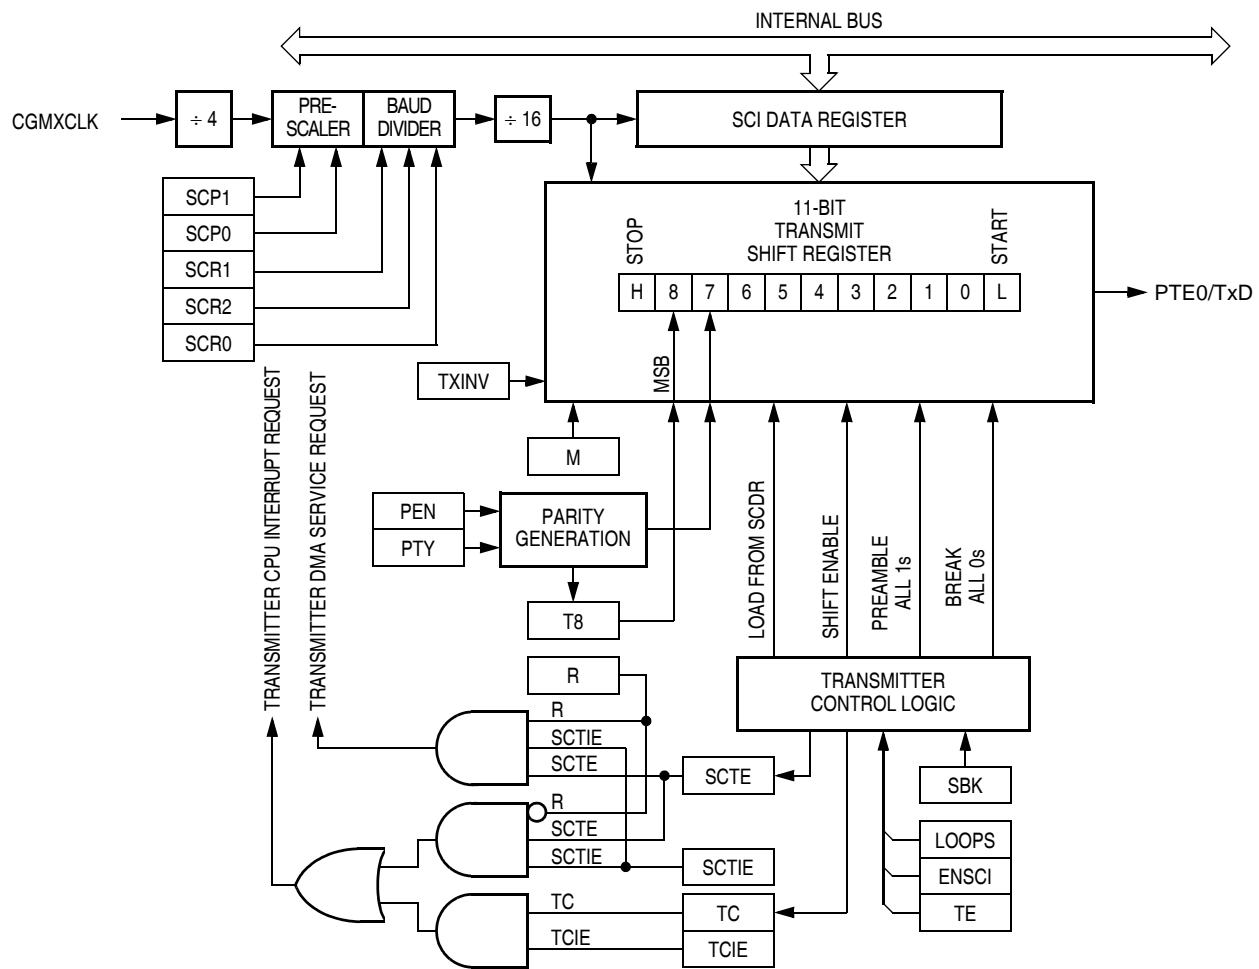 INTERNAL BUS
CGMXCLK
÷ 4
PRE-
SCALER
BAUD
DIVIDER
÷ 16
SCI DATA REGISTER
SCP1
SCP0
SCR1
SCR2
SCR0
11-BIT
TRANSMIT
SHIFT REGISTER
STOP
START
H 8 7 6 5 4 3 2 1 0 L
PTE0/TxD
MSB
TXINV
M
PEN
PTY
PARITY
GENERATION
T8
R
TRANSMITTER CPU INTERRUPT REQUEST
TRANSMITTER DMA SERVICE REQUEST
LOAD FROM SCDR
SHIFT ENABLE
PREAMBLE
ALL 1s
BREAK
ALL 0s
TRANSMITTER
CONTROL LOGIC
R
SCTIE
SCTE
SCTE
SBK
R
SCTE
SCTIE
SCTIE
LOOPS
ENSCI
TE
TC
TC
TCIE
TCIE